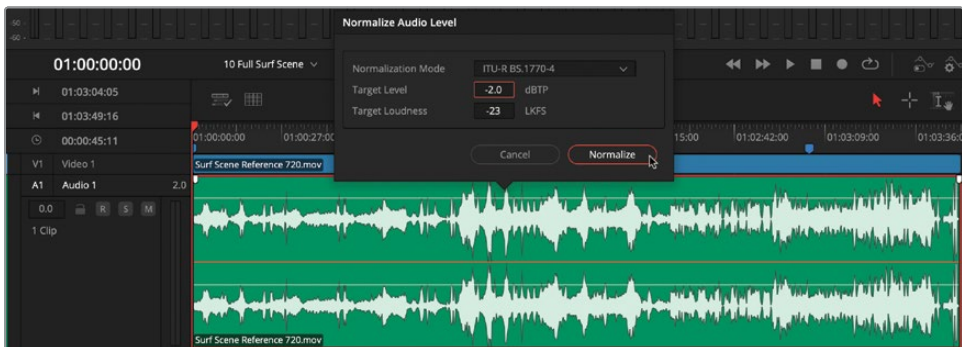 -50
-60
Normalize Audio Level
01:00:00:00
10 Full Surf Scene
Normalization Mode
ITU-R BS.1770-4
Target Level
-2.0
dBTP
Target Loudness
-23
LKFS
Cancel
Normalize
01:03:04:05
01:03:49:16
00:00:45:11
01:00:00:00
01:00:27:00
15:00
01:02:42:00
01:03:09:00
01:03:36:0
V1
Video 1
Surf Scene Reference 720.mov
A1
Audio 1
2.0
0.0
R
S
M
1 Clip
Surf Scene Reference 720.mov